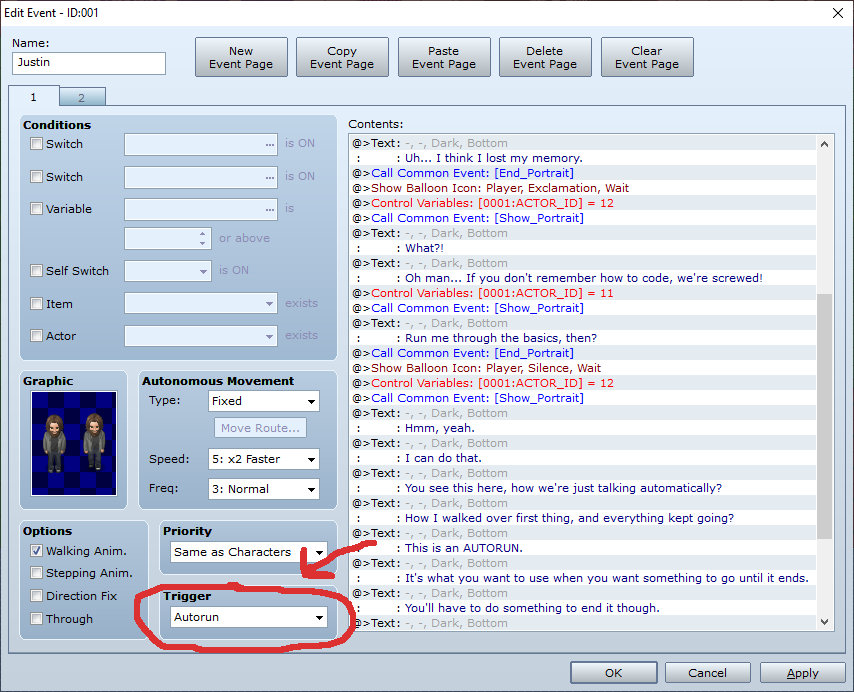 Edit Event - ID:001
Name:
Justin
New
Event Page
Copy
Event Page
Paste
Event Page
Delete
Event Page
Clear
Event Page
1
2
Conditions
Switch
...
is ON
Switch
...
is ON
Variable
...
is
or above
Self Switch
is ON
Item
exists
Actor
exists
Graphic
Autonomous Movement
Type:
Fixed
Move Route...
Speed:
5: x2 Faster
Freq:
3: Normal
Options
Walking Anim.
Stepping Anim.
Direction Fix
Through
Priority
Same as Characters
Trigger
Autorun
Contents:
@>Text: -, -, Dark, Bottom
: : Uh... I think I lost my memory.
@>Call Common Event: [End_Portrait]
@>Show Balloon Icon: Player, Exclamation, Wait
@>Control Variables: [0001:ACTOR_ID] = 12
@>Call Common Event: [Show_Portrait]
@>Text: -, -, Dark, Bottom
: : What?!
@>Text: -, -, Dark, Bottom
: : Oh man... If you don't remember how to code, we're screwed!
@>Control Variables: [0001:ACTOR_ID] = 11
@>Call Common Event: [Show_Portrait]
@>Text: -, -, Dark, Bottom
: : Run me through the basics, then?
@>Call Common Event: [End_Portrait]
@>Show Balloon Icon: Player, Silence, Wait
@>Control Variables: [0001:ACTOR_ID] = 12
@>Call Common Event: [Show_Portrait]
@>Text: -, -, Dark, Bottom
: : Hmm, yeah.
@>Text: -, -, Dark, Bottom
: : I can do that.
@>Text: -, -, Dark, Bottom
: : You see this here, how we're just talking automatically?
@>Text: -, -, Dark, Bottom
: : How I walked over first thing, and everything kept going?
@>Text: -, -, Dark, Bottom
: : This is an AUTORUN.
@>Text: -, -, Dark, Bottom
: : It's what you want to use when you want something to go until it ends.
@>Text: -, -, Dark, Bottom
: : You'll have to do something to end it though.
@>Text: -, -, Dark, Bottom
OK
Cancel
Apply